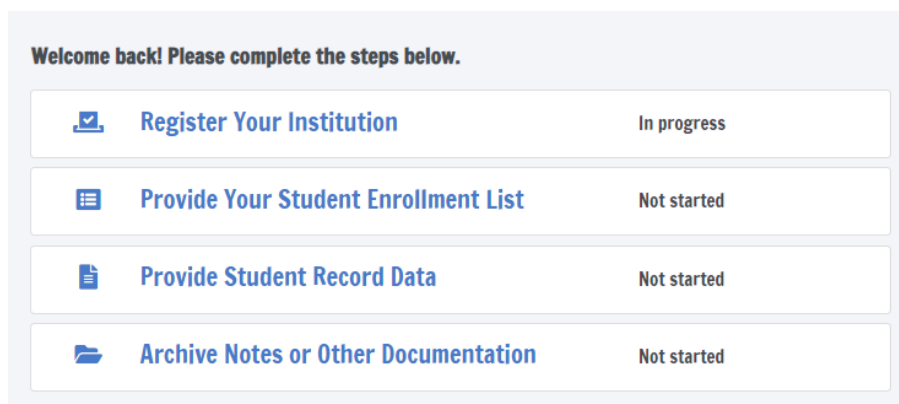 Welcome back! Please complete the steps below.
Register Your Institution In progress
Provide Your Student Enrollment List Not started
Provide Student Record Data Not started
Archive Notes or Other Documentation Not started